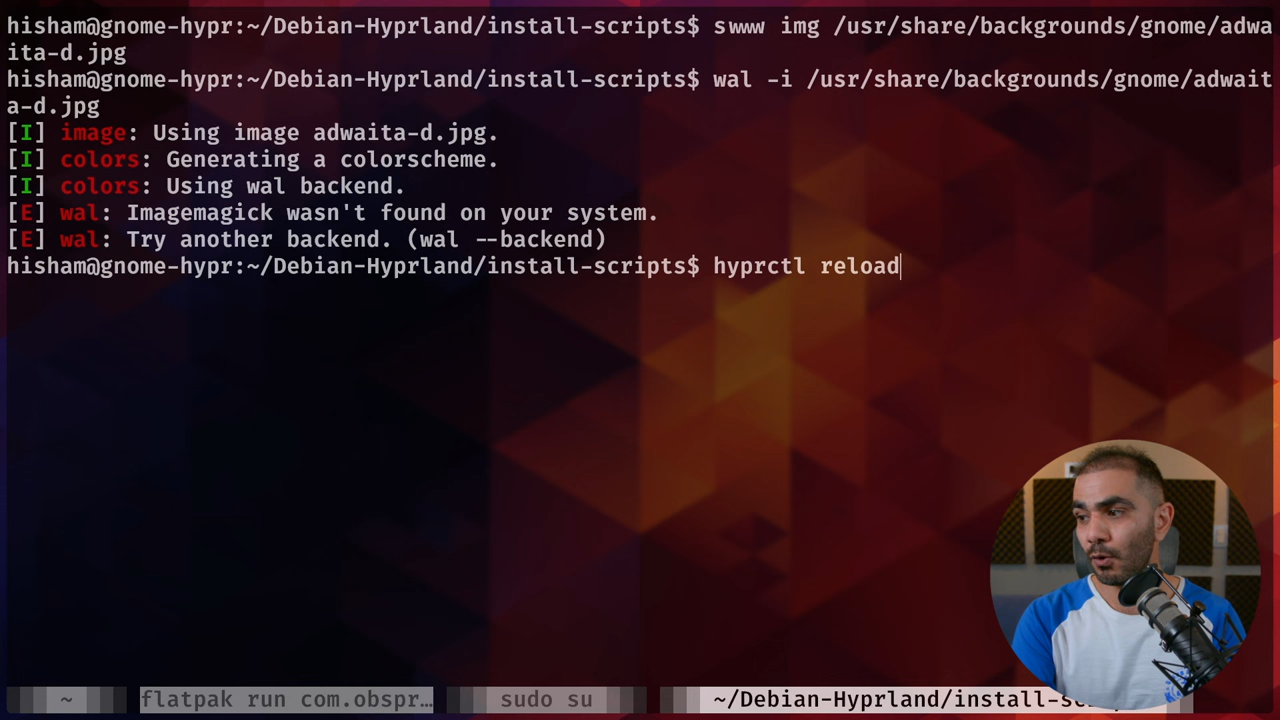 hisham@gnome-hypr:~/Debian-Hyprland/install-scripts$ swww img /usr/share/backgrounds/gnome/adwa
ita-d.jpg
hisham@gnome-hypr:~/Debian-Hyprland/install-scripts$ wal -i /usr/share/backgrounds/gnome/adwait
a-d.jpg
[I] image: Using image adwaita-d.jpg.
[I] colors: Generating a colorscheme.
[I] colors: Using wal backend.
[E] wal: Imagemagick wasn't found on your system.
[E] wal: Try another backend. (wal --backend)
hisham@gnome-hypr:~/Debian-Hyprland/install-scripts$ hyprctl reload
~ flatpak run com.obspr… sudo su ~/Debian-Hyprland/install-sc